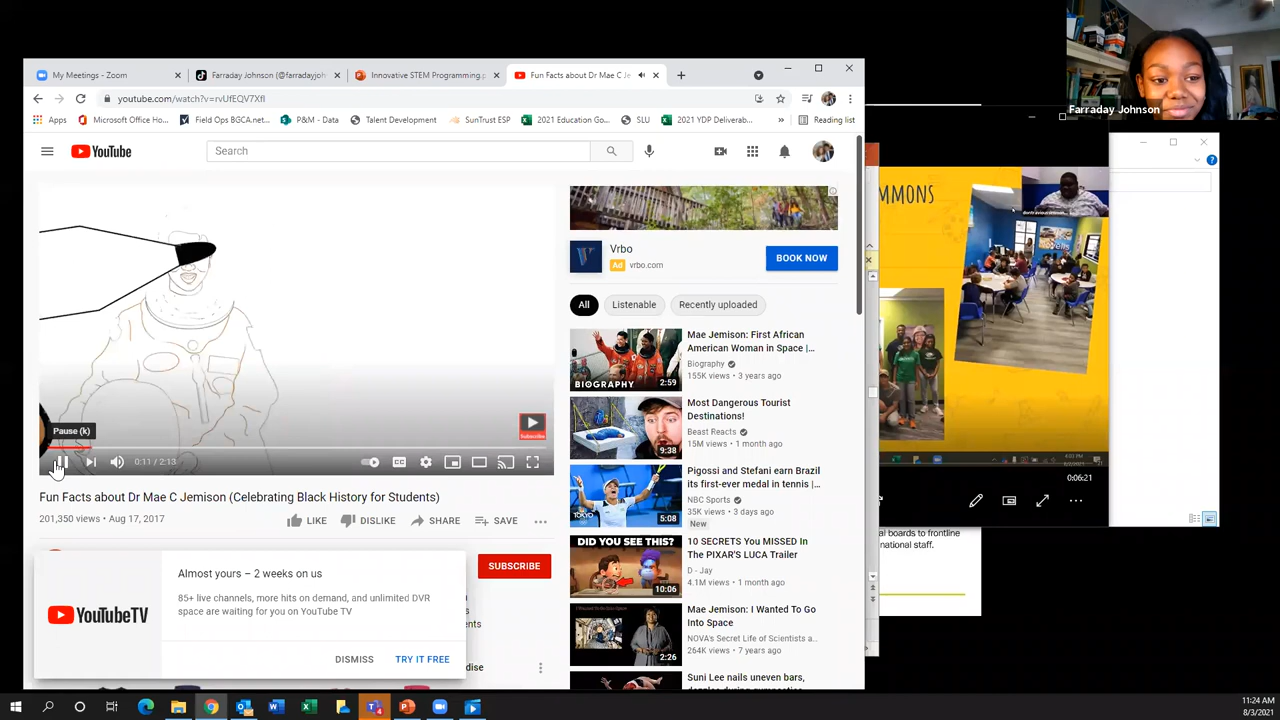 My Meetings - Zoom
Farraday Johnson (@farradayjoh
Innovative STEM Programming.p
Fun Facts about Dr Mae C Je
youtube.com/watch?v=rvUfEQV7XfI
Apps
Microsoft Office Ho...
Field Ops BGCA.net...
P&M - Data
Travel Department
SunTrust ESP
2021 Education Go...
SLU
2021 YDP Deliverab...
Reading list
YouTube
Search
Pause (k)
Subscribe
0:11 / 2:13
Fun Facts about Dr Mae C Jemison (Celebrating Black History for Students)
201,350 views • Aug 17, 2017
LIKE
DISLIKE
SHARE
SAVE
SUBSCRIBE
Almost yours – 2 weeks on us
85+ live channels, more hits on demand, and unlimited DVR
space are waiting for you on YouTube TV
YouTubeTV
DISMISS
TRY IT FREE
Vrbo
Ad
vrbo.com
BOOK NOW
All
Listenable
Recently uploaded
BIOGRAPHY
2:59
Mae Jemison: First African
American Woman in Space |...
Biography
155K views • 3 years ago
9:38
Most Dangerous Tourist
Destinations!
Beast Reacts
15M views • 1 month ago
TOKYO
5:08
Pigossi and Stefani earn Brazil
its first-ever medal in tennis |...
NBC Sports
35K views • 3 days ago
New
DID YOU SEE THIS?
10:06
10 SECRETS You MISSED In
The PIXAR'S LUCA Trailer
D - Jay
4.1M views • 1 month ago
2:26
Mae Jemison: I Wanted To Go
Into Space
NOVA's Secret Life of Scientists a...
264K views • 7 years ago
Suni Lee nails uneven bars,
Farraday Johnson
MMONS
4:03 PM
8/2/2021
0:06:21
al boards to frontline
national staff.
11:24 AM
8/3/2021